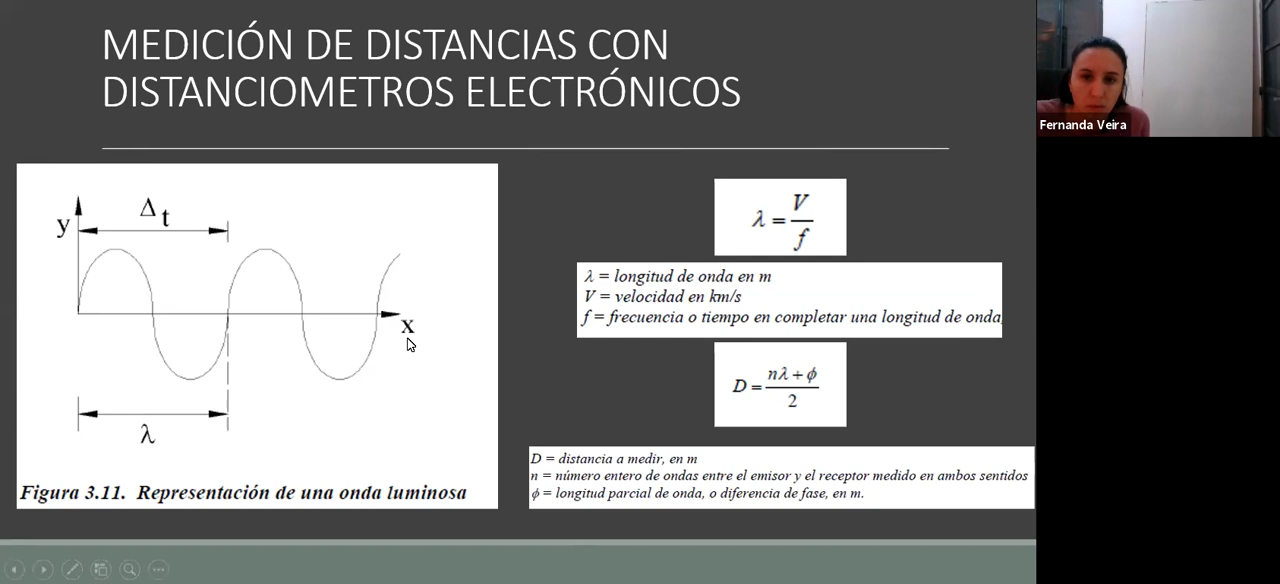 MEDICIÓN DE DISTANCIAS CON
DISTANCIOMETROS ELECTRÓNICOS
Fernanda Veira
Δt
y
x
λ
Figura 3.11. Representación de una onda luminosa
λ = V/f
λ = longitud de onda en m
V = velocidad en km/s
f = frecuencia o tiempo en completar una longitud de onda
D = nλ + ϕ / 2
D = distancia a medir, en m
n = número entero de ondas entre el emisor y el receptor medido en ambos sentidos
ϕ = longitud parcial de onda, o diferencia de fase, en m.